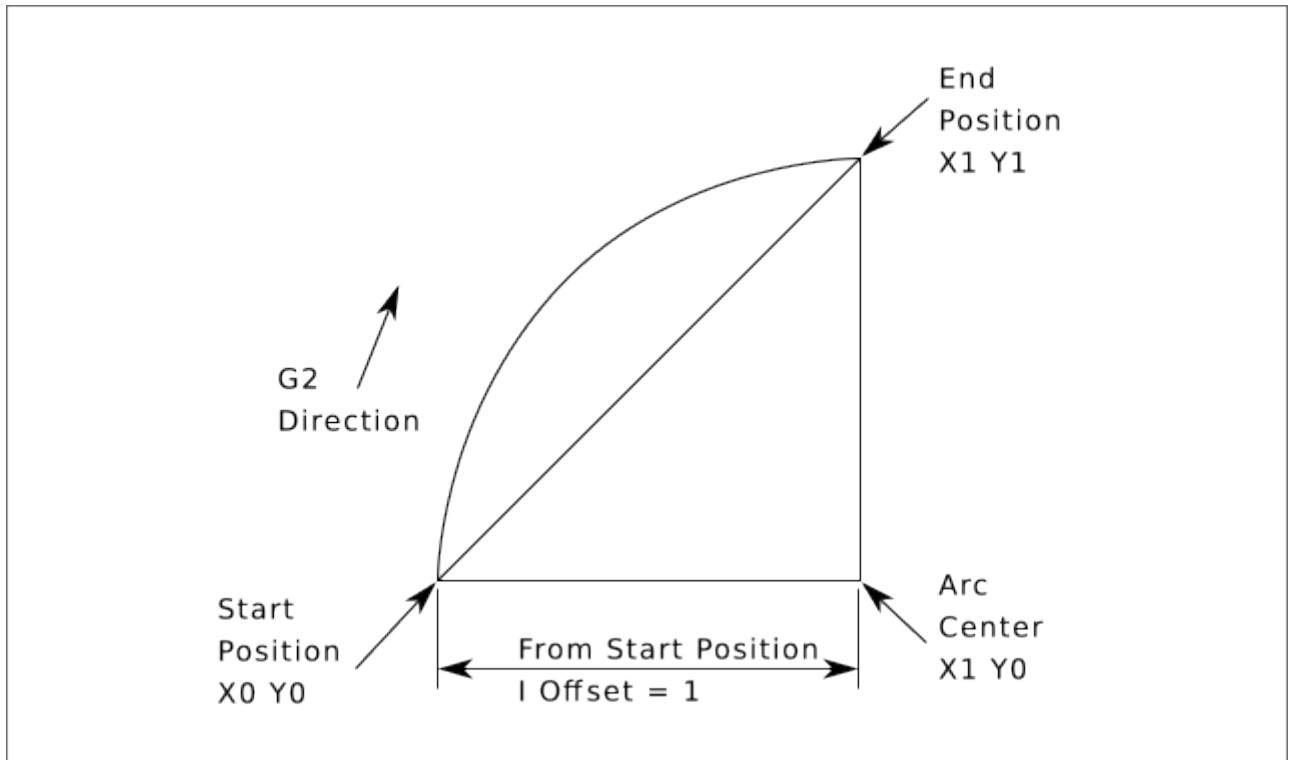 End
Position
X1 Y1
G2
Direction
Start
Position
X0 Y0
From Start Position
I Offset = 1
Arc
Center
X1 Y0